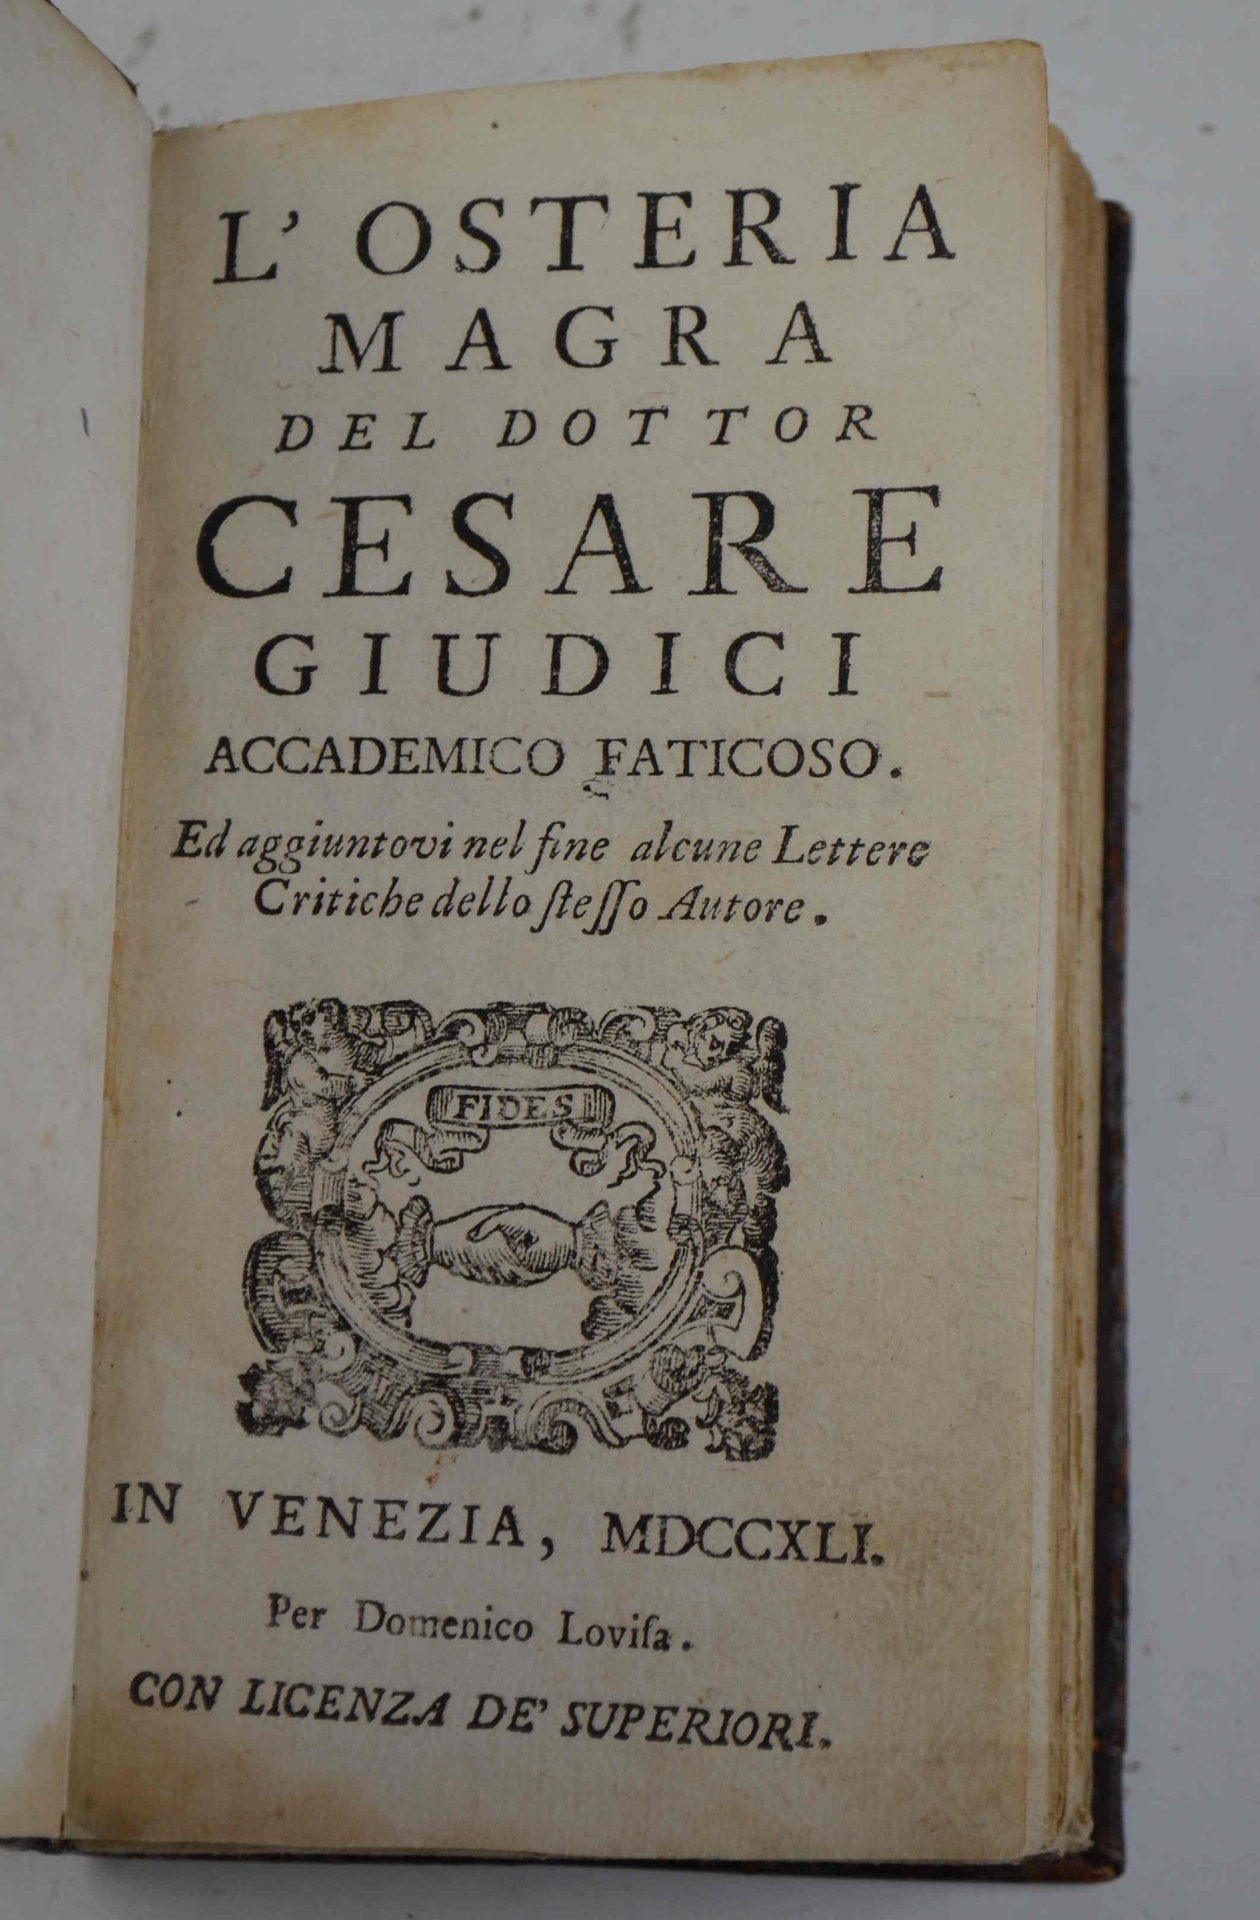 L' OSTERIA
MAGRA
DEL DOTTOR
CESARE
GIUDICI
ACCADEMICO FATICOSO.
Ed aggiuntovi nel fine alcune Lettere
Critiche dello ſteſſo Autore.
FIDES
IN VENEZIA, MDCCXLI.
Per Domenico Loviſa.
CON LICENZA DE' SUPERIORI.